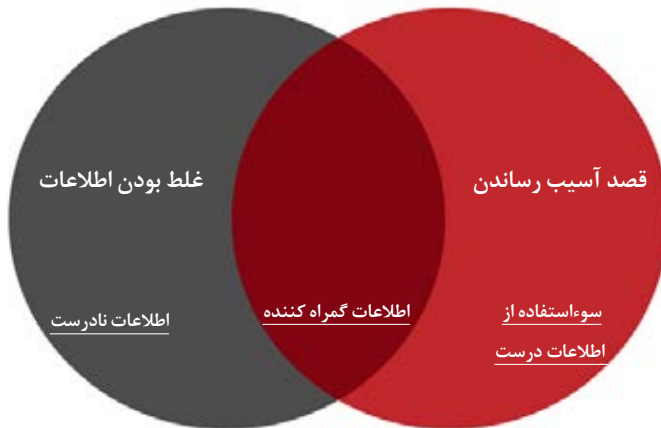 قصد آسیب رساندن
غلط بودن اطلاعات
سوءاستفاده از
اطلاعات درست
اطلاعات گمراه کننده
اطلاعات نادرست